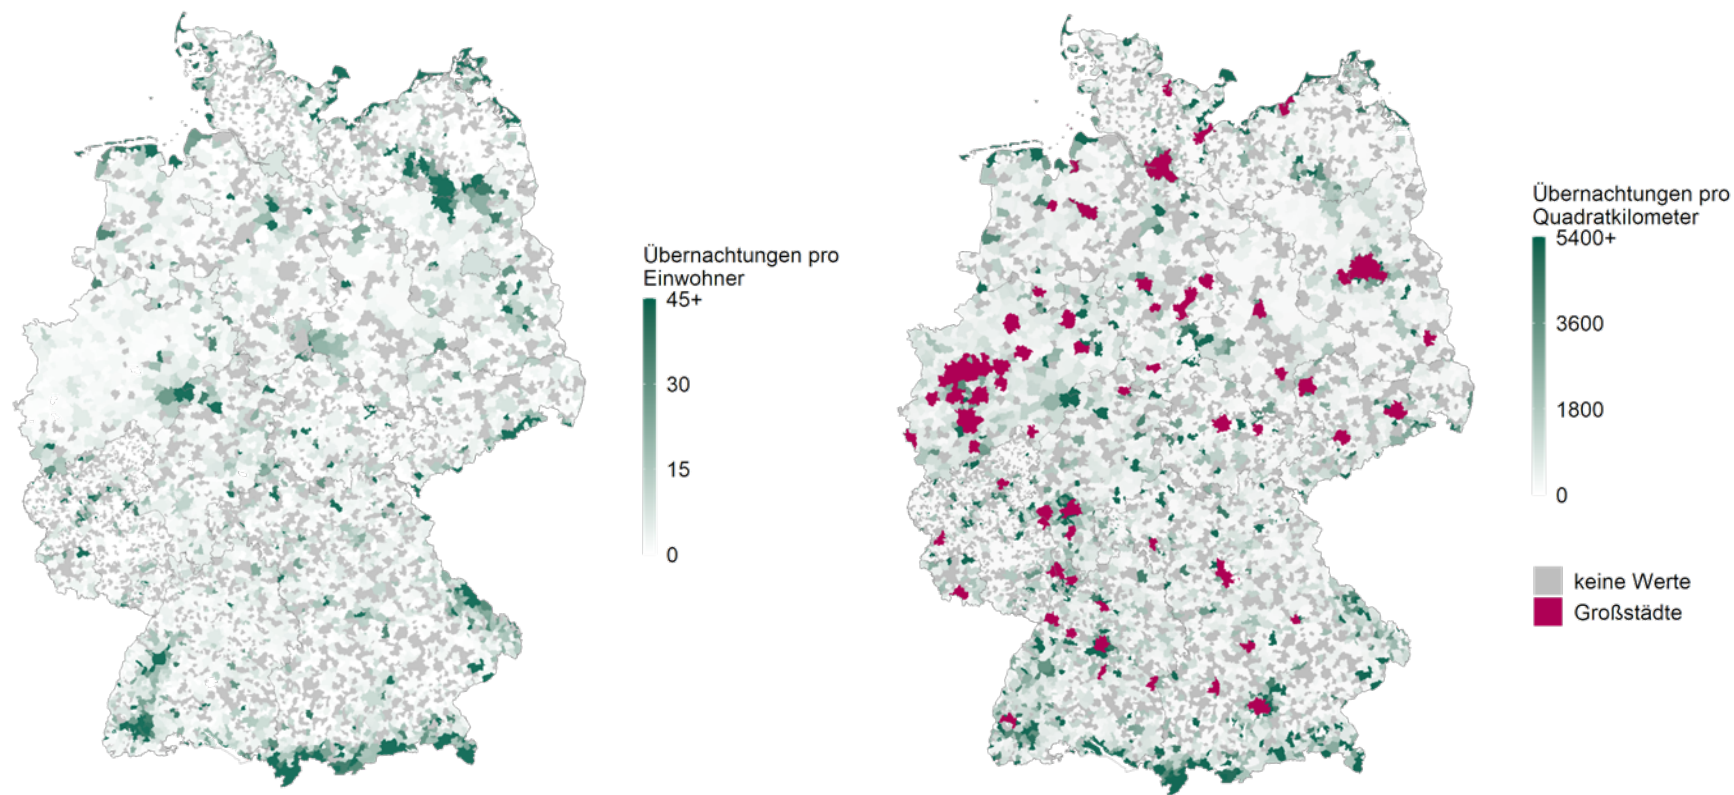 Übernachtungen pro
Einwohner
45+
30
15
0
Übernachtungen pro
Quadratkilometer
5400+
3600
1800
0
keine Werte
Großstädte